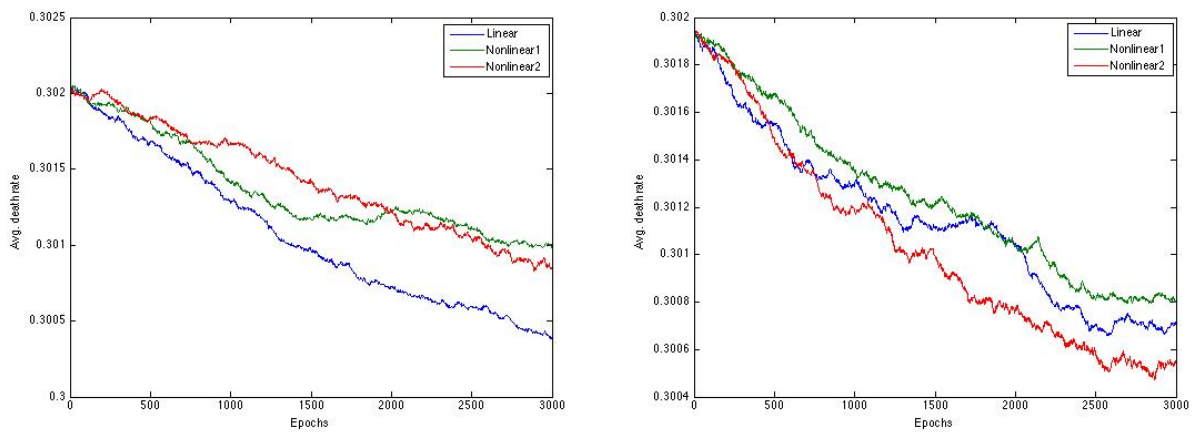 0.3025
0.302
0.3015
0.301
0.3005
0.3
Avg. death rate
0 500 1000 1500 2000 2500 3000
Epochs
Linear
Nonlinear1
Nonlinear2
0.302
0.3018
0.3016
0.3014
0.3012
0.301
0.3008
0.3006
0.3004
Avg. death rate
0 500 1000 1500 2000 2500 3000
Epochs
Linear
Nonlinear1
Nonlinear2